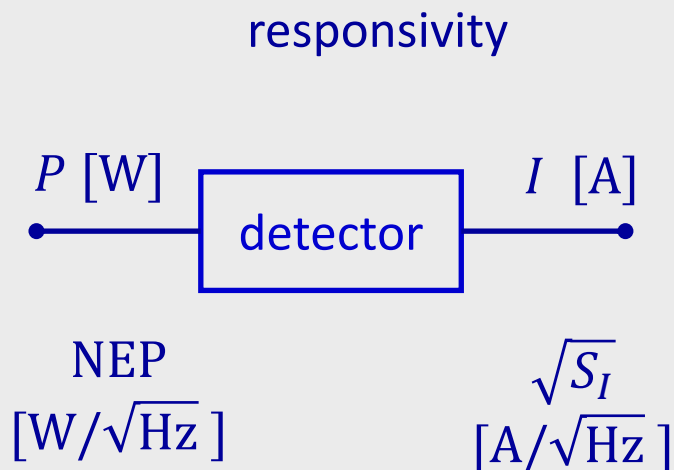 responsivity
P [W]
I [A]
detector
NEP
[W/√Hz ]
√S_I
[A/√Hz ]